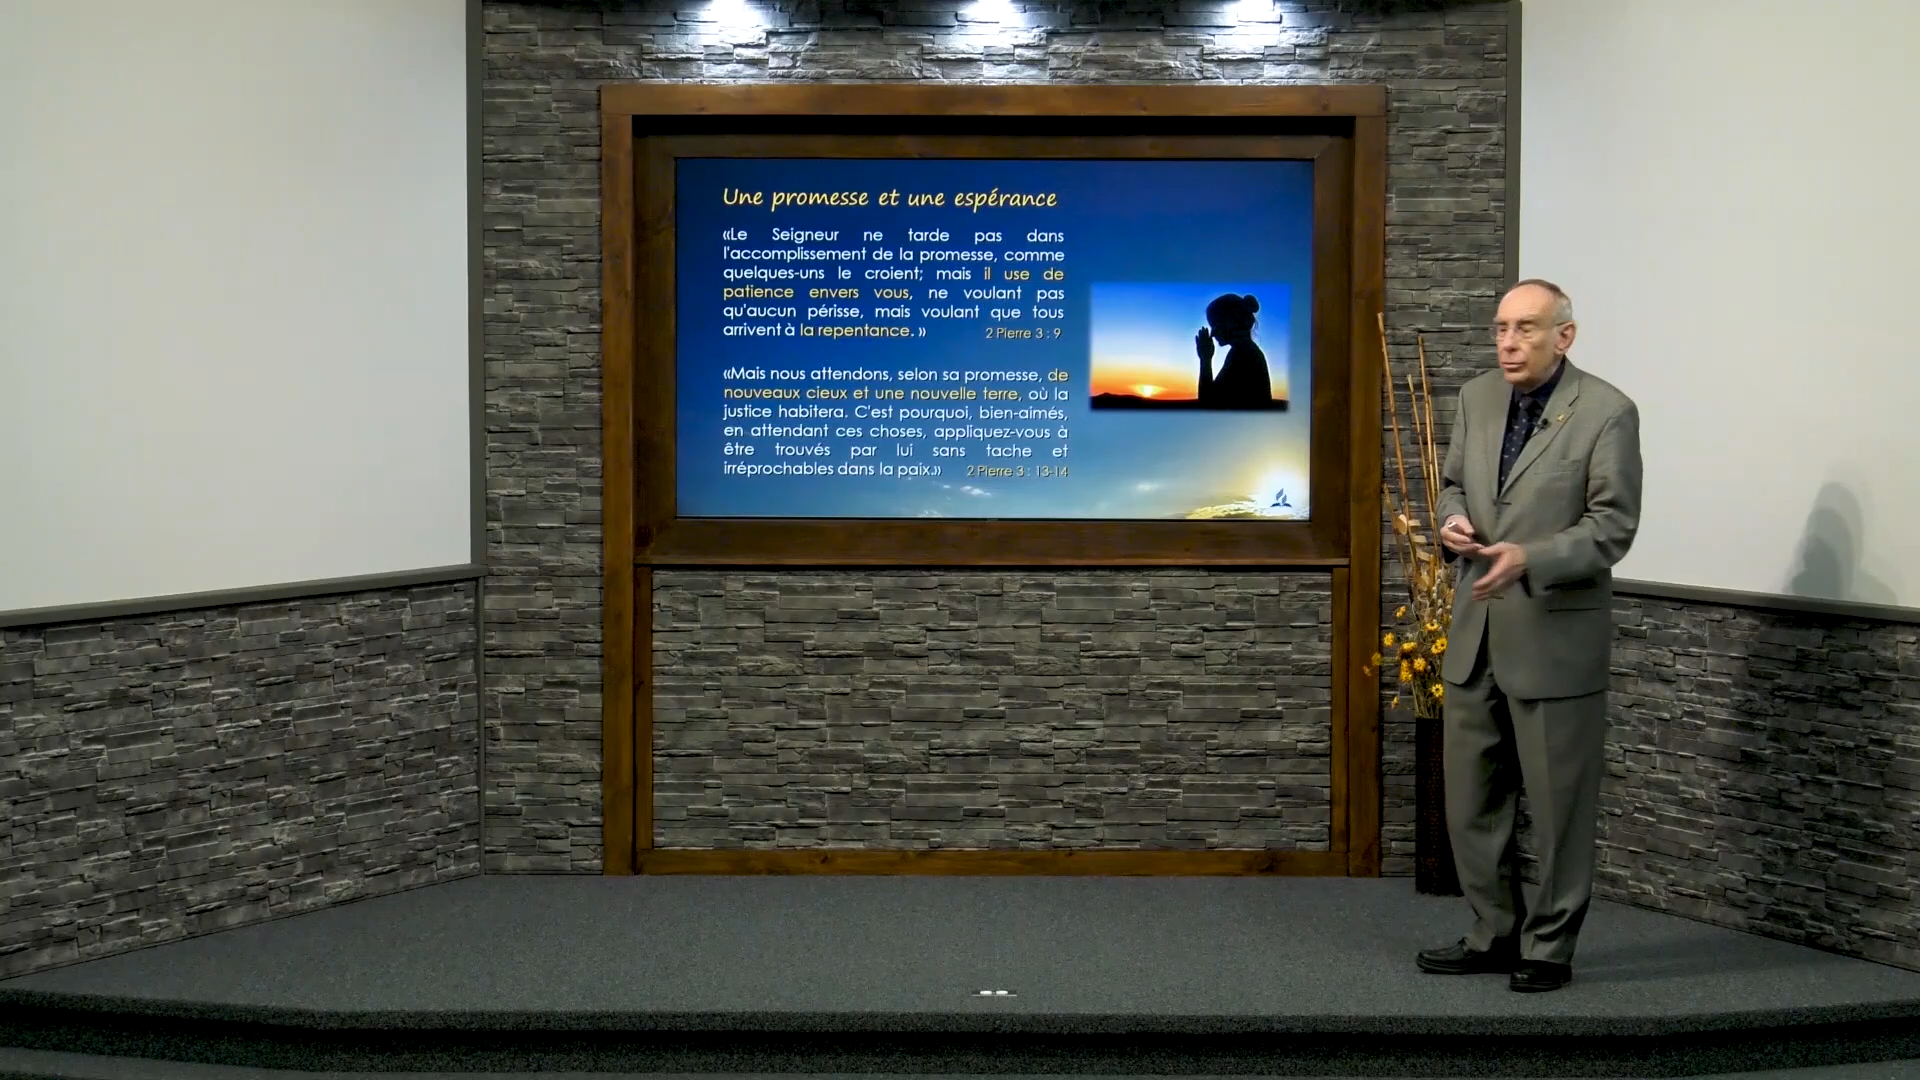 Une promesse et une espérance
«Le Seigneur ne tarde pas dans
l'accomplissement de la promesse, comme
quelques-uns le croient; mais il use de
patience envers vous, ne voulant pas
qu'aucun périsse, mais voulant que tous
arrivent à la repentance. » 2 Pierre 3 : 9
«Mais nous attendons, selon sa promesse, de
nouveaux cieux et une nouvelle terre, où la
justice habitera. C'est pourquoi, bien-aimés,
en attendant ces choses, appliquez-vous à
être trouvés par lui sans tache et
irréprochables dans la paix.» 2 Pierre 3 : 13-14